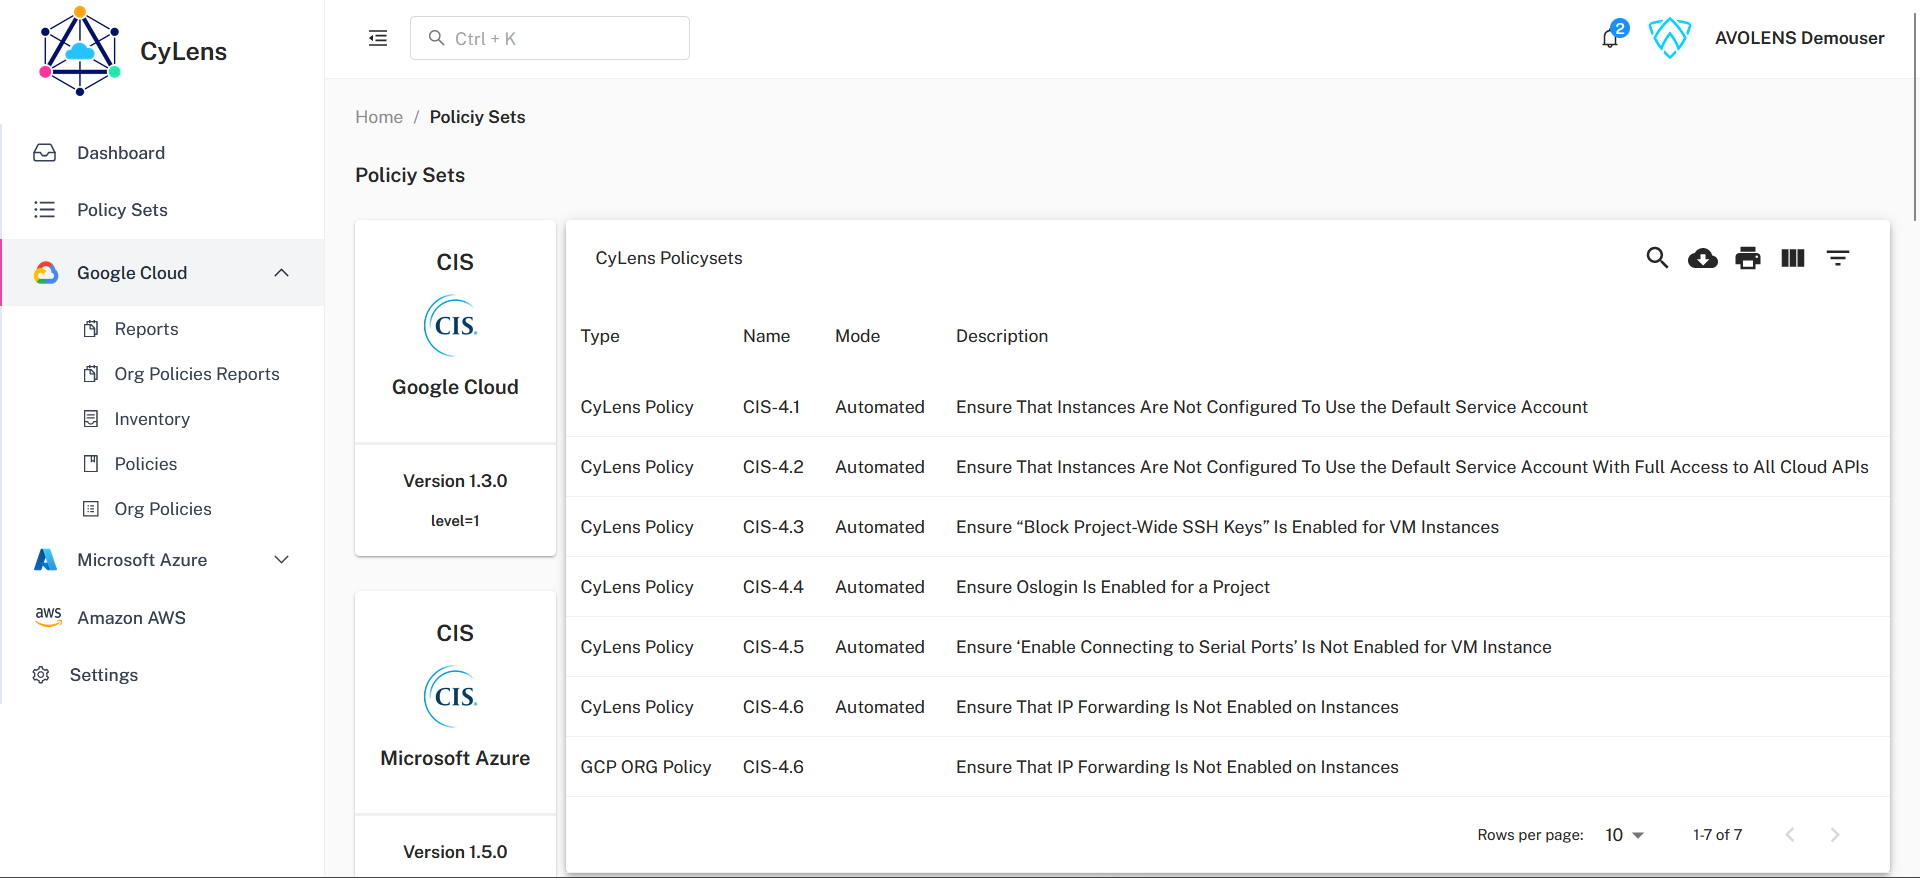 CyLens
Ctrl + K
2
AVOLENS Demouser
Dashboard
Policy Sets
Google Cloud
Reports
Org Policies Reports
Inventory
Policies
Org Policies
Microsoft Azure
aws
Amazon AWS
Settings
Home / Policiy Sets
Policiy Sets
CIS
CIS.
Google Cloud
Version 1.3.0
level=1
CIS
CIS.
Microsoft Azure
Version 1.5.0
CyLens Policysets
Type Name Mode Description
CyLens Policy CIS-4.1 Automated Ensure That Instances Are Not Configured To Use the Default Service Account
CyLens Policy CIS-4.2 Automated Ensure That Instances Are Not Configured To Use the Default Service Account With Full Access to All Cloud APIs
CyLens Policy CIS-4.3 Automated Ensure “Block Project-Wide SSH Keys” Is Enabled for VM Instances
CyLens Policy CIS-4.4 Automated Ensure Oslogin Is Enabled for a Project
CyLens Policy CIS-4.5 Automated Ensure ‘Enable Connecting to Serial Ports’ Is Not Enabled for VM Instance
CyLens Policy CIS-4.6 Automated Ensure That IP Forwarding Is Not Enabled on Instances
GCP ORG Policy CIS-4.6 Ensure That IP Forwarding Is Not Enabled on Instances
Rows per page: 10 1-7 of 7